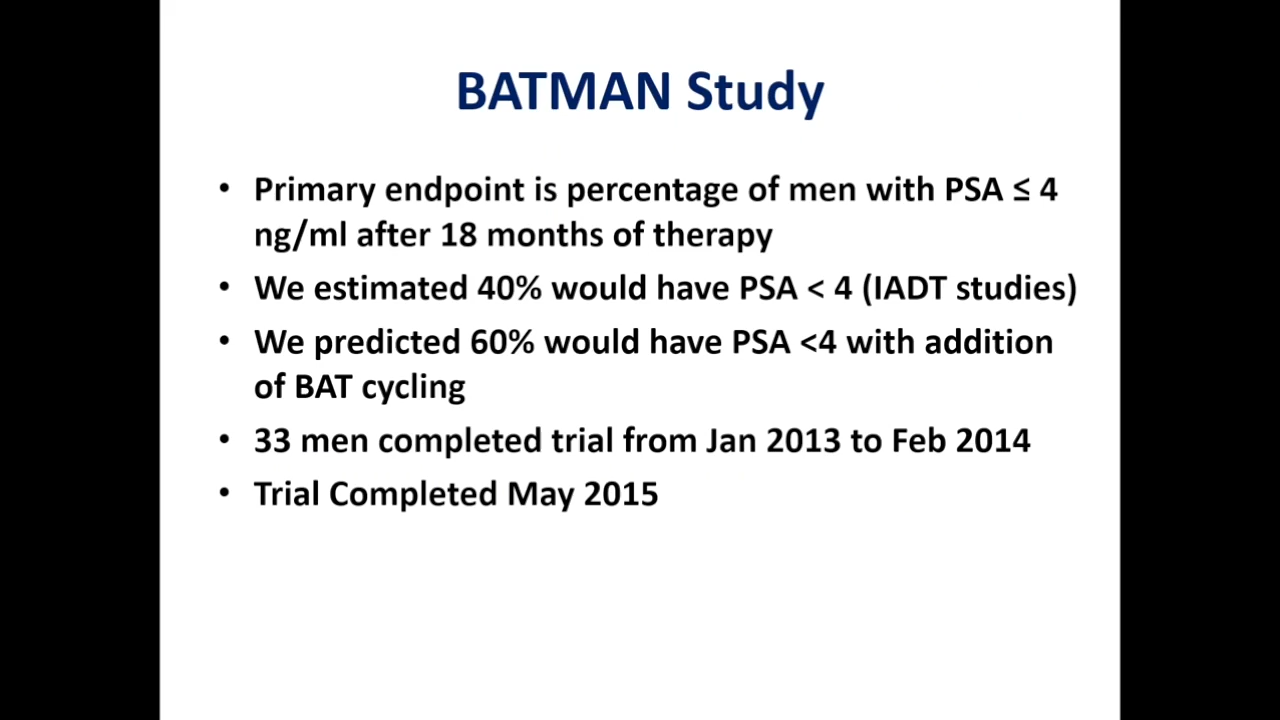 BATMAN Study
• Primary endpoint is percentage of men with PSA ≤ 4
ng/ml after 18 months of therapy
• We estimated 40% would have PSA < 4 (IADT studies)
• We predicted 60% would have PSA <4 with addition
of BAT cycling
• 33 men completed trial from Jan 2013 to Feb 2014
• Trial Completed May 2015